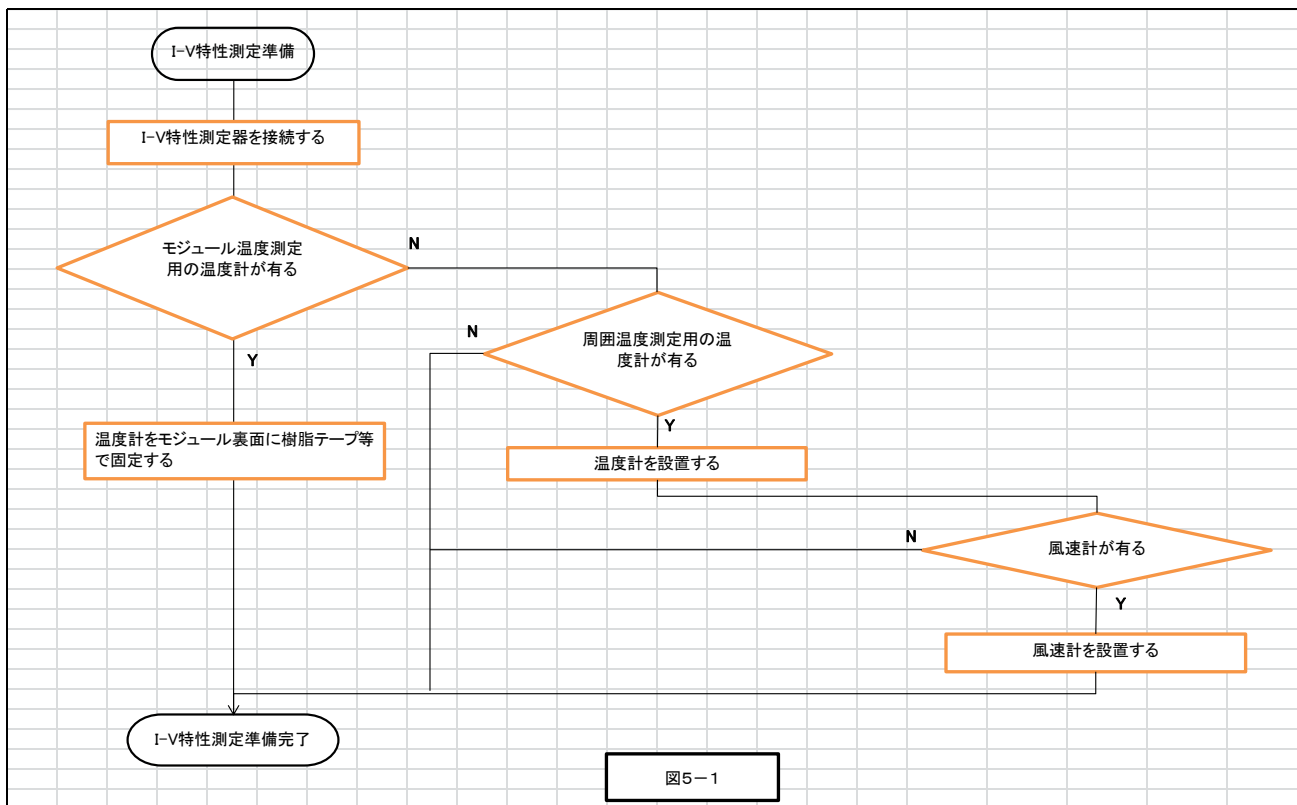 I-V特性測定準備
I-V特性測定器を接続する
モジュール温度測定
用の温度計が有る
N
N
周囲温度測定用の温
度計が有る
Y
Y
温度計をモジュール裏面に樹脂テープ等
で固定する
温度計を設置する
N
風速計が有る
Y
風速計を設置する
I-V特性測定準備完了
図5－1